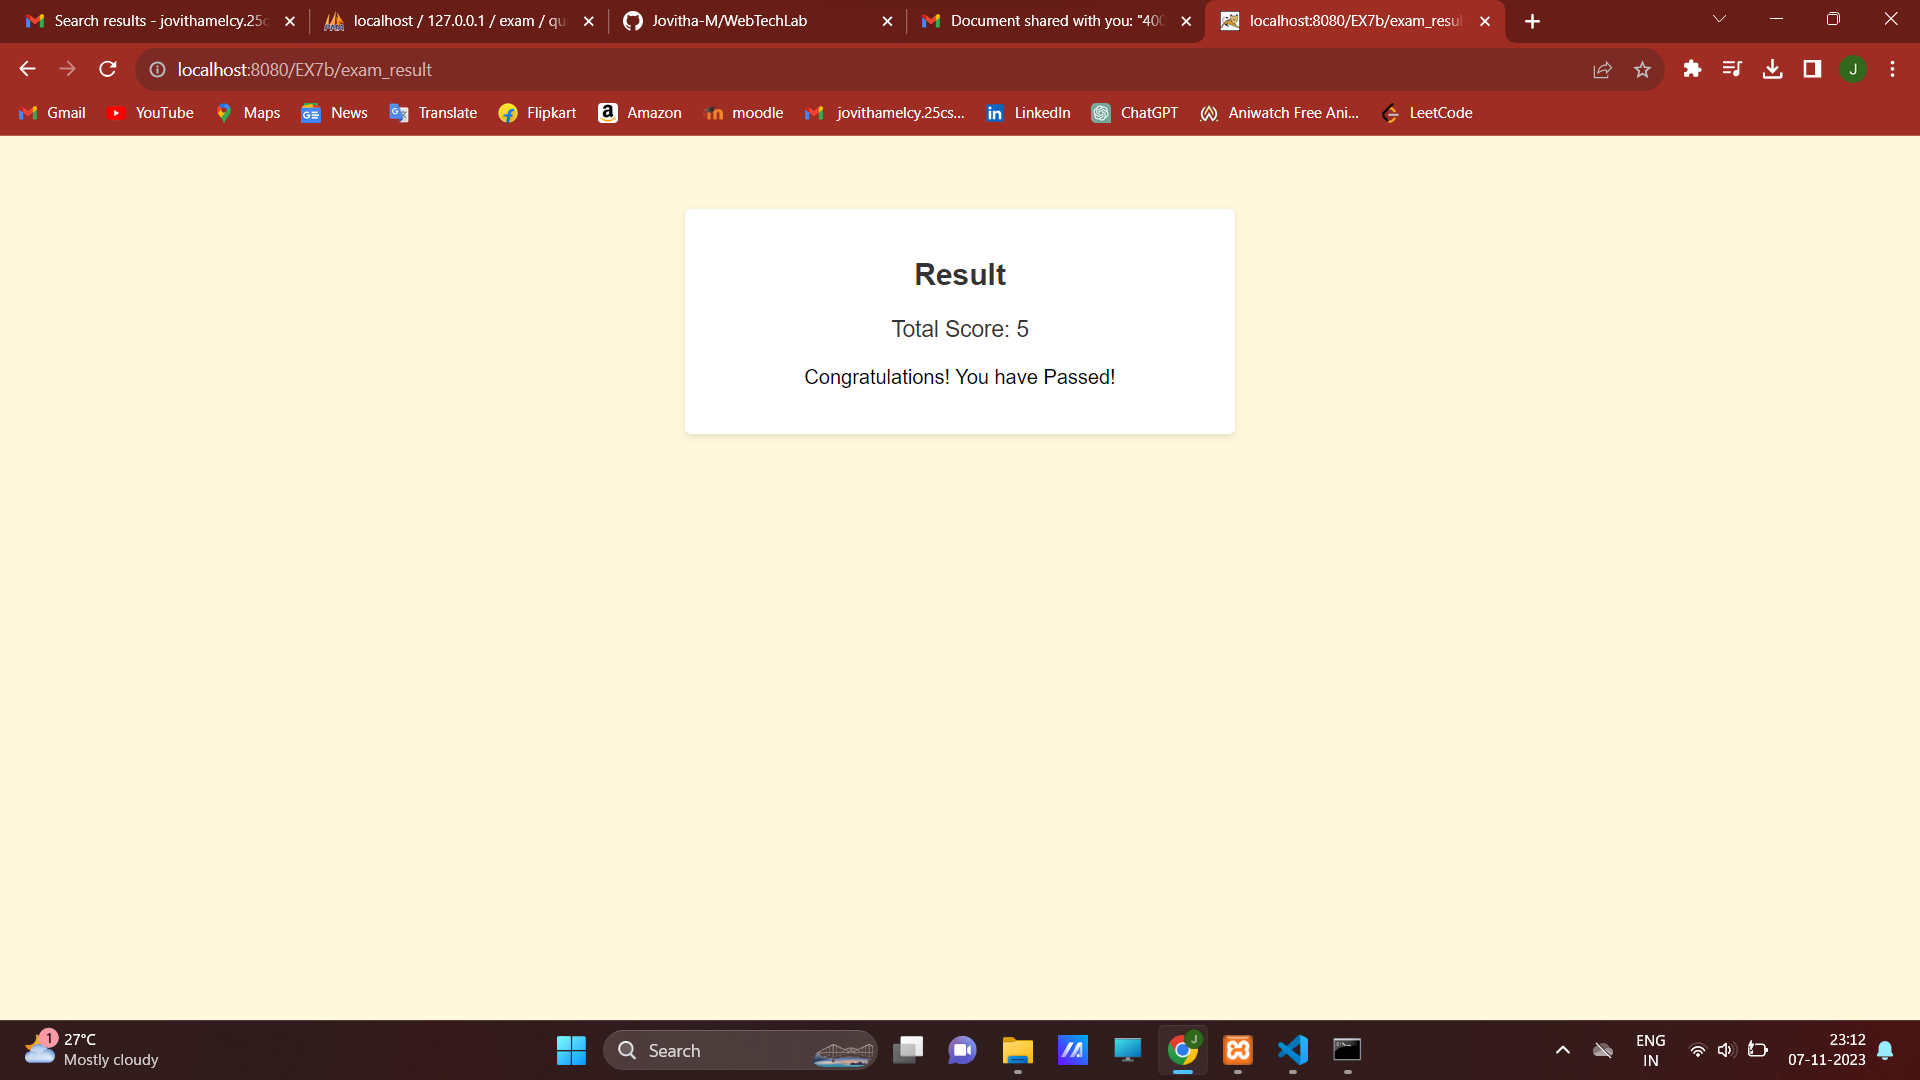 Search results - jovithamelcy.25c
localhost / 127.0.0.1 / exam / qu
Jovitha-M/WebTechLab
Document shared with you: "400
localhost:8080/EX7b/exam_resul
localhost:8080/EX7b/exam_result
J
Gmail
YouTube
Maps
News
Translate
Flipkart
Amazon
moodle
jovithamelcy.25cs...
LinkedIn
ChatGPT
Aniwatch Free Ani...
LeetCode
Result
Total Score: 5
Congratulations! You have Passed!
1
27°C
Mostly cloudy
Search
J
ENG
IN
23:12
07-11-2023